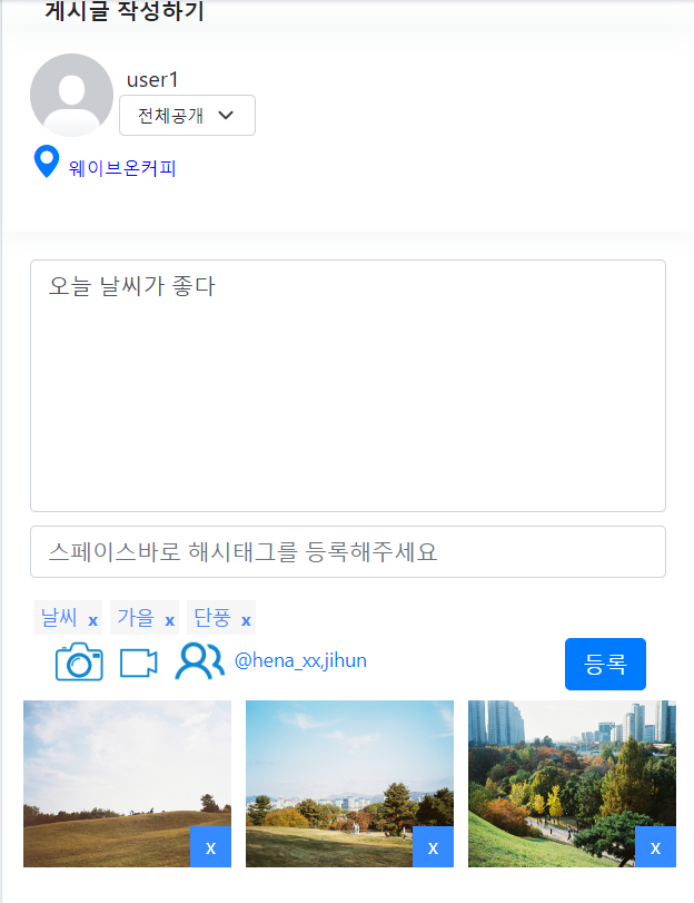 게시글 작성하기
user1
전체공개
웨이브온커피
오늘 날씨가 좋다
스페이스바로 해시태그를 등록해주세요
날씨 x 가을 x 단풍 x
@hena_xx,jihun 등록
x x x